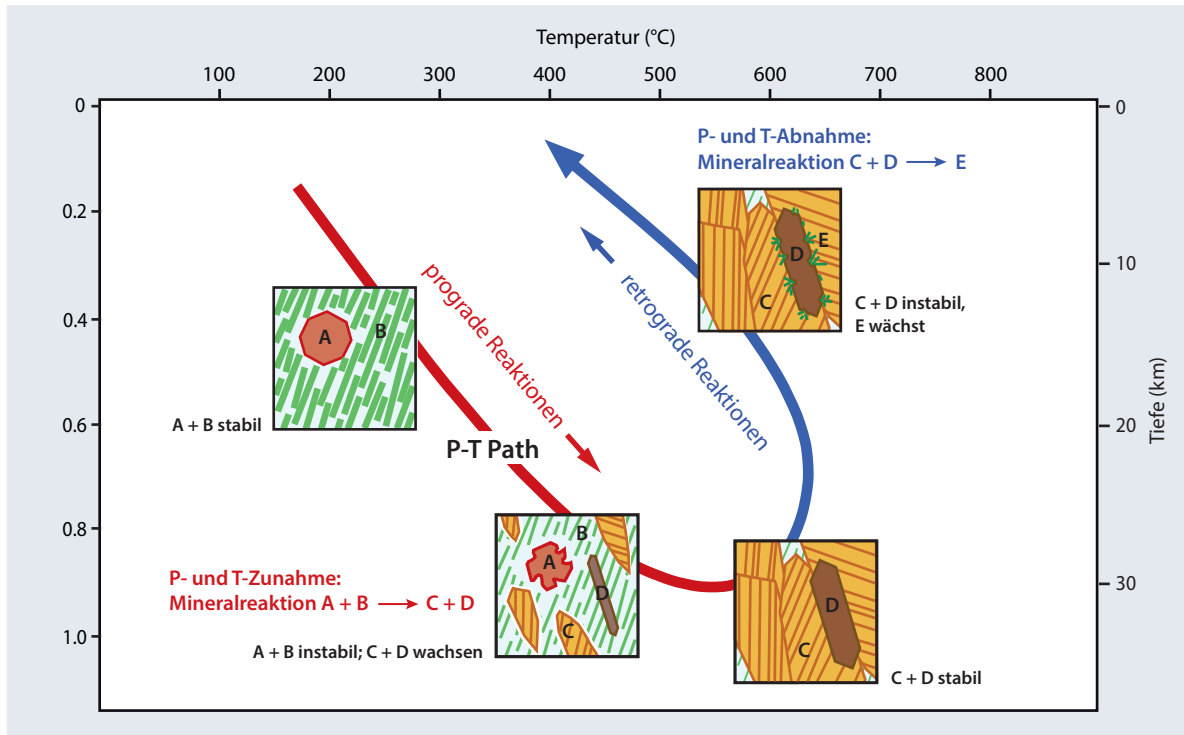 Temperatur (°C)
100 200 300 400 500 600 700 800
0
0.2
0.4
0.6
0.8
1.0
0
10
20
30
Tiefe (km)
P- und T-Abnahme:
Mineralreaktion C + D → E
D
E
C
C + D instabil,
E wächst
prograde Reaktionen
retrograde Reaktionen
A
B
A + B stabil
P-T Path
B
A
D
C
P- und T-Zunahme:
Mineralreaktion A + B → C + D
A + B instabil; C + D wachsen
D
C
C + D stabil